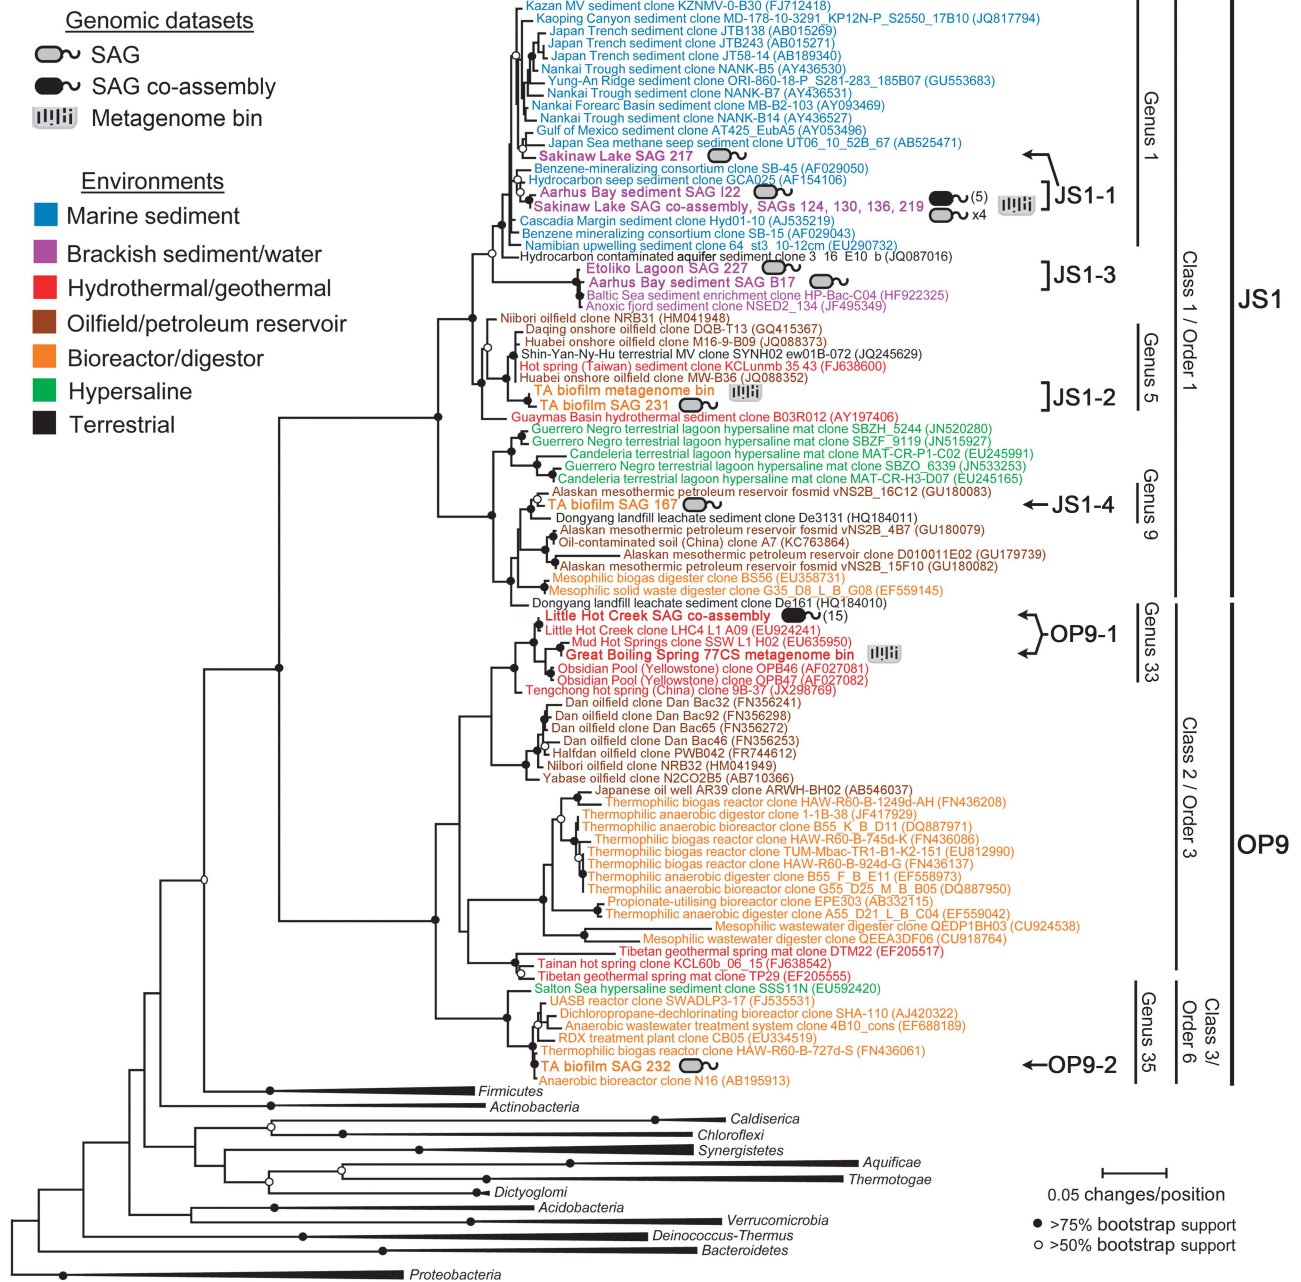 Genomic datasets
SAG
SAG co-assembly
Metagenome bin
Environments
Marine sediment
Brackish sediment/water
Hydrothermal/geothermal
Oilfield/petroleum reservoir
Bioreactor/digestor
Hypersaline
Terrestrial
Kazan MV sediment clone KZNMV-0-B30 (FJ712418)
Kaoping Canyon sediment clone MD-178-10-3291_KP12N-P_S2550_17B10 (JQ817794)
Japan Trench sediment clone JTB138 (AB015269)
Japan Trench sediment clone JTB243 (AB015271)
Japan Trench sediment clone JT58-14 (AB189340)
Nankai Trough sediment clone NANK-B5 (AY436530)
Yung-An Ridge sediment clone ORI-860-18-P_S281-283_185B07 (GU553683)
Nankai Trough sediment clone NANK-B7 (AY436531)
Nankai Forearc Basin sediment clone MB-B2-103 (AY093469)
Nankai Trough sediment clone NANK-B14 (AY436527)
Gulf of Mexico sediment clone AT425_EubA5 (AY053496)
Japan Sea methane seep sediment clone UT06_10_52B_67 (AB525471)
Sakinaw Lake SAG 217
Benzene-mineralizing consortium clone SB-45 (AF029050)
Hydrocarbon seep sediment clone GCA025 (AF154106)
Aarhus Bay sediment SAG I22
Sakinaw Lake SAG co-assembly, SAGs 124, 130, 136, 219
(5)
x4
Cascadia Margin sediment clone Hyd01-10 (AJ535219)
Benzene mineralizing consortium clone SB-15 (AF029043)
Namibian upwelling sediment clone 64_st3_10-12cm (EU290732)
Hydrocarbon contaminated aquifer sediment clone 3_16_E10_b (JQ087016)
Etoliko Lagoon SAG 227
Aarhus Bay sediment SAG B17
Baltic Sea sediment enrichment clone HP-Bac-C04 (HF922325)
Anoxic fjord sediment clone NSED2_134 (JF495349)
Niibori oilfield clone NRB31 (HM041948)
Daqing onshore oilfield clone DQB-T13 (GQ415367)
Huabei onshore oilfield clone M16-9-B09 (JQ088373)
Shin-Yan-Ny-Hu terrestrial MV clone SYNH02_ew01B-072 (JQ245629)
Hot spring (Taiwan) sediment clone KCLunmb_35_43 (FJ638600)
Huabei onshore oilfield clone MW-B36 (JQ088352)
TA biofilm metagenome bin
TA biofilm SAG 231
Guaymas Basin hydrothermal sediment clone B03R012 (AY197406)
Guerrero Negro terrestrial lagoon hypersaline mat clone SBZH_5244 (JN520280)
Guerrero Negro terrestrial lagoon hypersaline mat clone SBZF_9119 (JN515927)
Candeleria terrestrial lagoon hypersaline mat clone MAT-CR-P1-C02 (EU245991)
Guerrero Negro terrestrial lagoon hypersaline mat clone SBZO_6339 (JN533253)
Candeleria terrestrial lagoon hypersaline mat clone MAT-CR-H3-D07 (EU245165)
Alaskan mesothermic petroleum reservoir fosmid vNS2B_16C12 (GU180083)
TA biofilm SAG 167
Dongyang landfill leachate sediment clone De3131 (HQ184011)
Alaskan mesothermic petroleum reservoir fosmid vNS2B_4B7 (GU180079)
Oil-contaminated soil (China) clone A7 (KC763864)
Alaskan mesothermic petroleum reservoir clone D010011E02 (GU179739)
Alaskan mesothermic petroleum reservoir fosmid vNS2B_15F10 (GU180082)
Mesophilic biogas digester clone BS56 (EU358731)
Mesophilic solid waste digester clone G35_D8_L_B_G08 (EF559145)
Dongyang landfill leachate sediment clone De161 (HQ184010)
Little Hot Creek SAG co-assembly
(15)
Little Hot Creek clone LHC4_L1_A09 (EU924241)
Mud Hot Springs clone SSW_L1_H02 (EU635950)
Great Boiling Spring 77CS metagenome bin
Obsidian Pool (Yellowstone) clone OPB46 (AF027081)
Obsidian Pool (Yellowstone) clone OPB47 (AF027082)
Tengchong hot spring (China) clone 9B-37 (JX298769)
Dan oilfield clone Dan Bac32 (FN356241)
Dan oilfield clone Dan Bac92 (FN356298)
Dan oilfield clone Dan Bac65 (FN356272)
Dan oilfield clone Dan Bac46 (FN356253)
Halfdan oilfield clone PWB042 (FR744612)
Nilbori oilfield clone NRB32 (HM041949)
Yabase oilfield clone N2CO2B5 (AB710366)
Japanese oil well AR39 clone ARWH-BH02 (AB546037)
Thermophilic biogas reactor clone HAW-R60-B-1249d-AH (FN436208)
Thermophilic anaerobic digestor clone 1-1B-38 (JF417929)
Thermophilic anaerobic bioreactor clone B55_K_B_D11 (DQ887971)
Thermophilic biogas reactor clone HAW-R60-B-745d-K (FN436086)
Thermophilic biogas reactor clone TUM-Mbac-TR1-B1-K2-151 (EU812990)
Thermophilic biogas reactor clone HAW-R60-B-924d-G (FN436137)
Thermophilic anaerobic digester clone B55_F_B_E11 (EF558973)
Thermophilic anaerobic bioreactor clone G55_D25_M_B_B05 (DQ887950)
Propionate-utilising bioreactor clone EPE303 (AB332115)
Thermophilic anaerobic digester clone A55_D21_L_B_C04 (EF559042)
Mesophilic wastewater digester clone QEDP1BH03 (CU924538)
Mesophilic wastewater digester clone QEEA3DF06 (CU918764)
Tibetan geothermal spring mat clone DTM22 (EF205517)
Tainan hot spring clone KCL60b_06_15 (FJ638542)
Tibetan geothermal spring mat clone TP29 (EF205555)
Salton Sea hypersaline sediment clone SSS11N (EU592420)
UASB reactor clone SWADLP3-17 (FJ535531)
Dichloropropane-dechlorinating bioreactor clone SHA-110 (AJ420322)
Anaerobic wastewater treatment system clone 4B10_cons (EF688189)
RDX treatment plant clone CB05 (EU334519)
Thermophilic biogas reactor clone HAW-R60-B-727d-S (FN436061)
TA biofilm SAG 232
Anaerobic bioreactor clone N16 (AB195913)
Firmicutes
Actinobacteria
Caldiserica
Chloroflexi
Synergistetes
Aquificae
Thermotogae
Dictyoglomi
Acidobacteria
Verrucomicrobia
Deinococcus-Thermus
Bacteroidetes
Proteobacteria
JS1-1
JS1-3
JS1-2
JS1-4
OP9-1
OP9-2
Genus 1
Genus 5
Genus 9
Genus 33
Genus 35
Class 1 / Order 1
Class 2 / Order 3
Class 3/
Order 6
JS1
OP9
0.05 changes/position
>75% bootstrap support
>50% bootstrap support